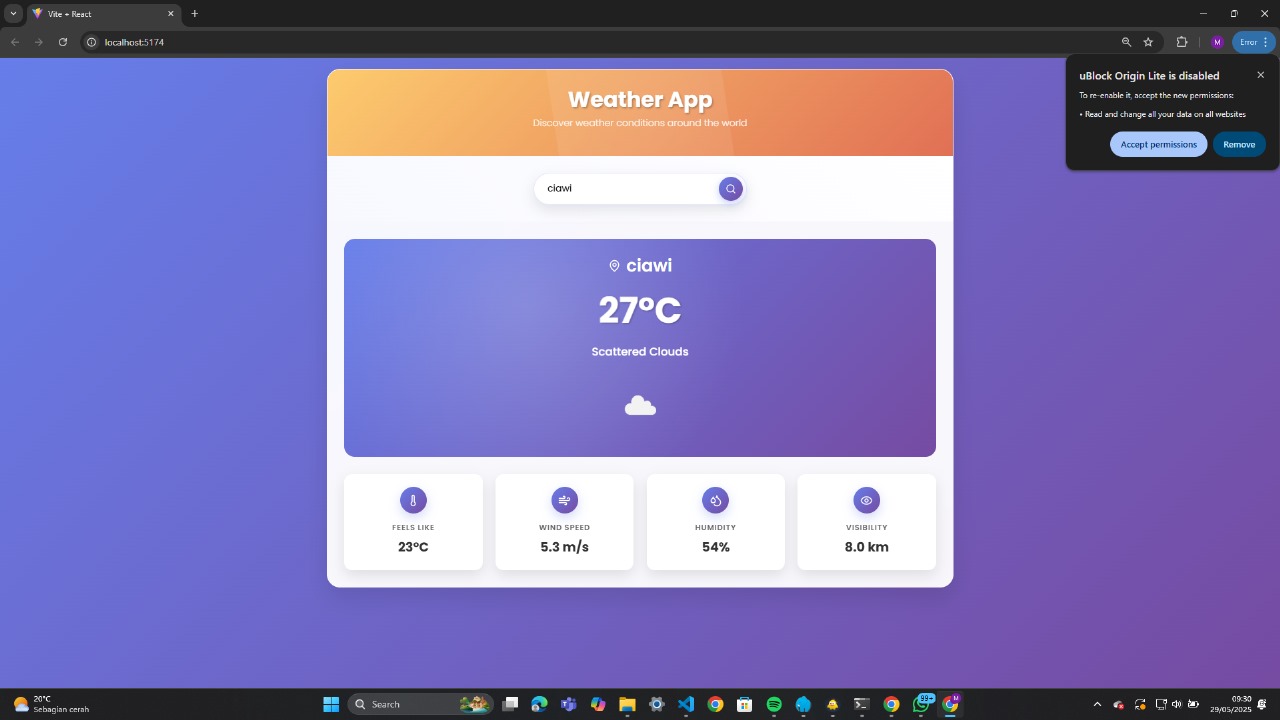 Vite + React
localhost:5174
M
Error
uBlock Origin Lite is disabled
To re-enable it, accept the new permissions:
• Read and change all your data on all websites
Accept permissions
Remove
Weather App
Discover weather conditions around the world
ciawi
ciawi
27°C
Scattered Clouds
FEELS LIKE
23°C
WIND SPEED
5.3 m/s
HUMIDITY
54%
VISIBILITY
8.0 km
20°C
Sebagian cerah
Search
99+
M
09:30
29/05/2025